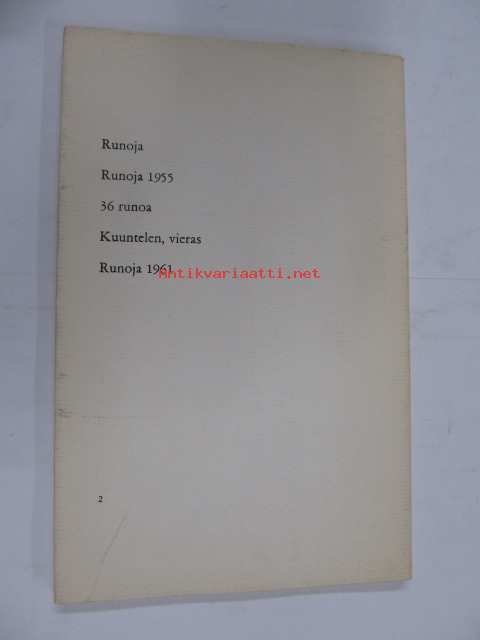 Runoja
Runoja 1955
36 runoa
Kuuntelen, vieras
Runoja 1961
Antikvariaatti.net
2